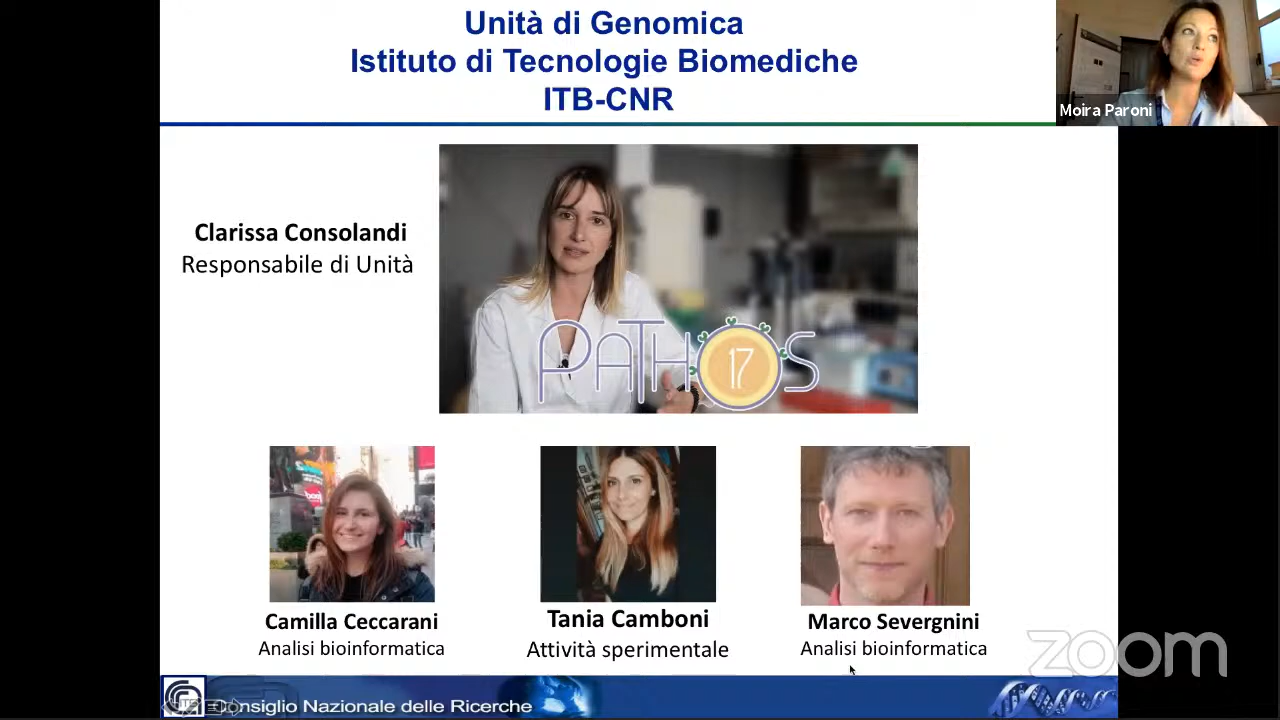 Unità di Genomica
Istituto di Tecnologie Biomediche
ITB-CNR
Moira Paroni
Clarissa Consolandi
Responsabile di Unità
PATHOS
17
Camilla Ceccarani
Analisi bioinformatica
Tania Camboni
Attività sperimentale
Marco Severgnini
Analisi bioinformatica
zoom
Consiglio Nazionale delle Ricerche